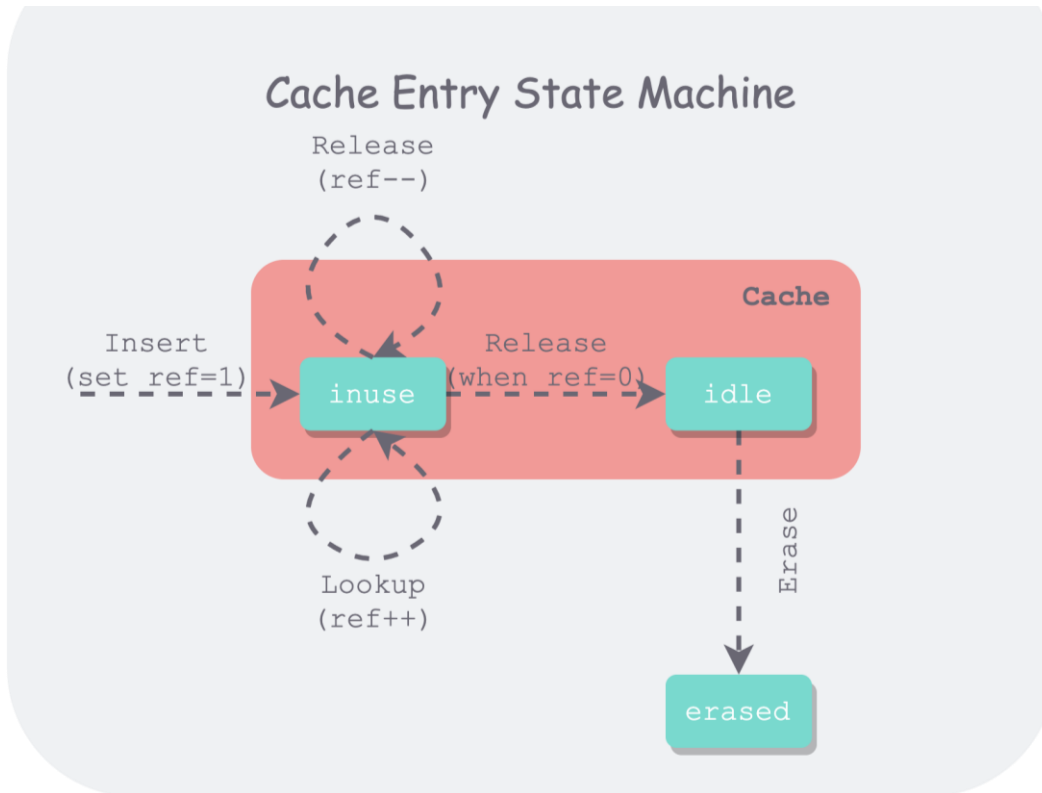 Cache Entry State Machine
Release
(ref--)
Cache
Insert
(set ref=1)
Release
(when ref=0)
inuse
idle
Erase
Lookup
(ref++)
erased